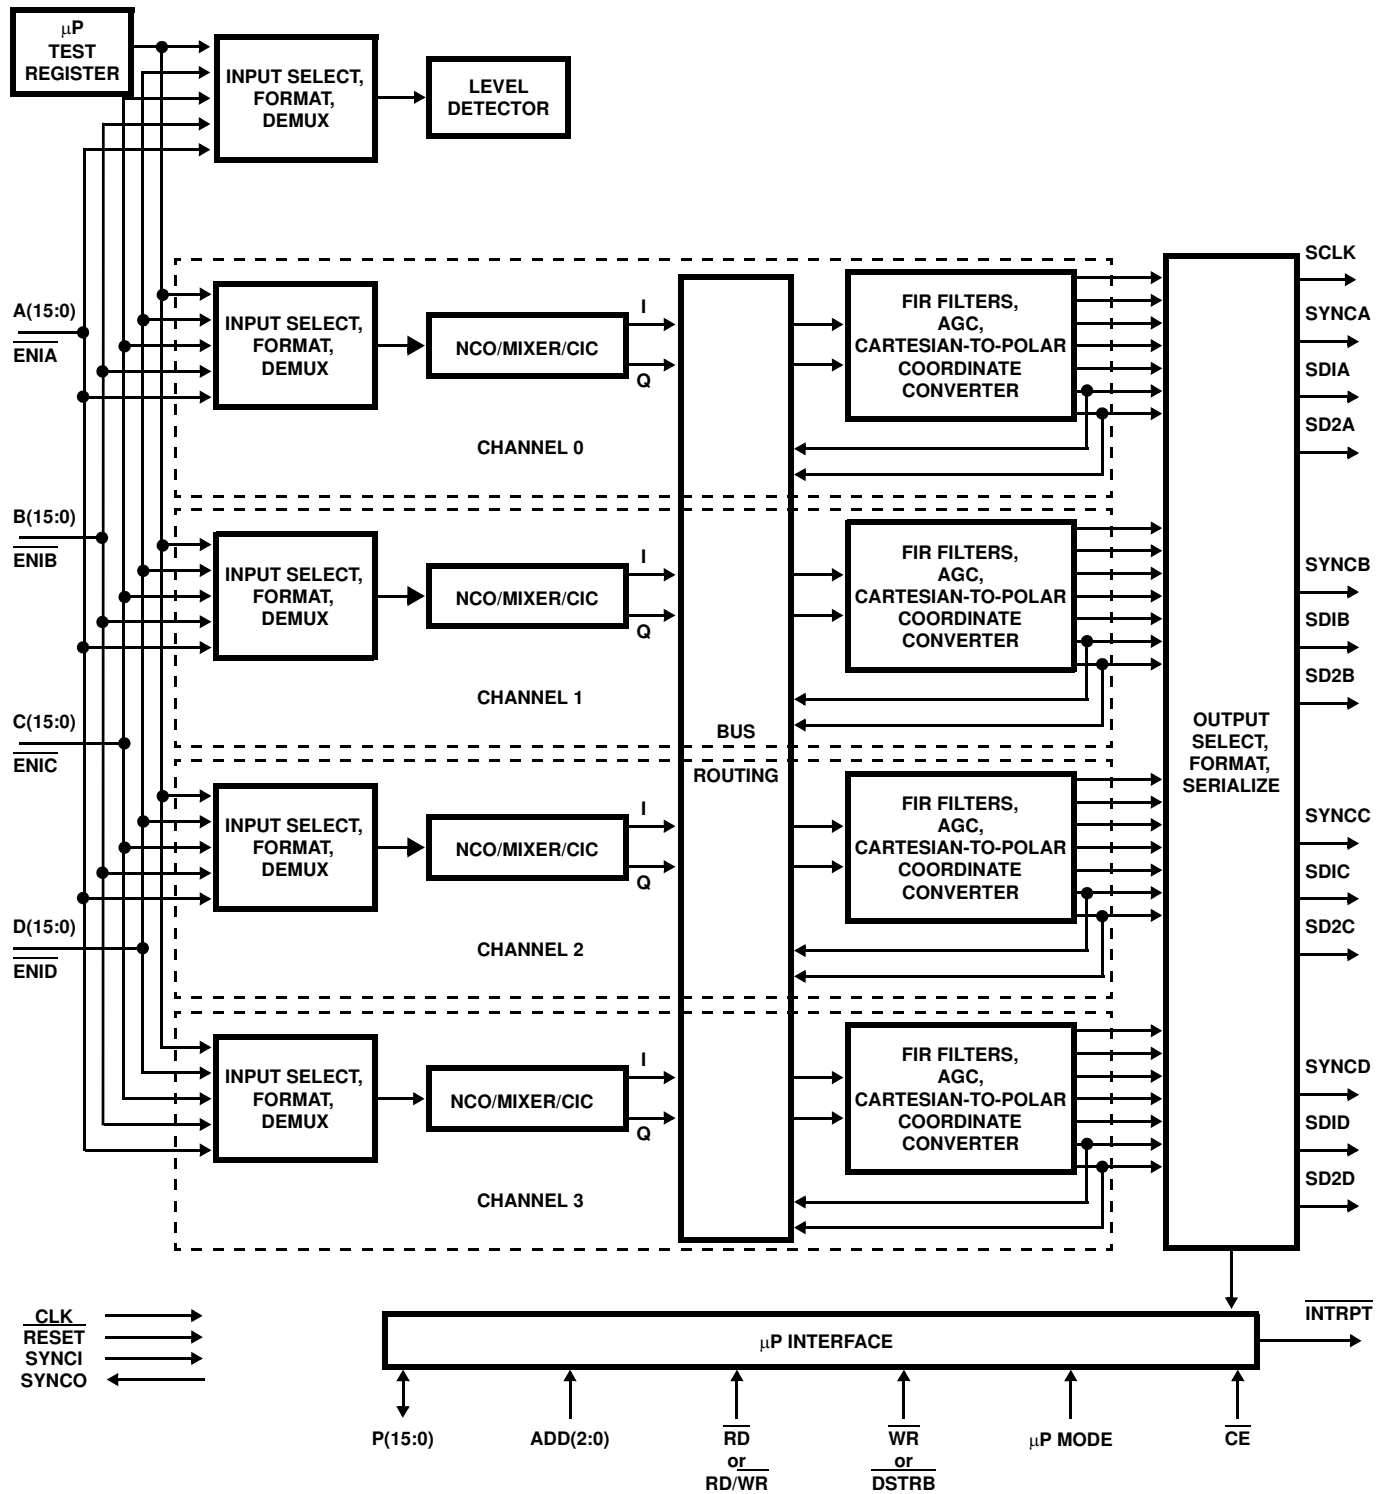 μP
TEST
REGISTER
INPUT SELECT,
FORMAT,
DEMUX
LEVEL
DETECTOR
A(15:0)
ENIA
B(15:0)
ENIB
C(15:0)
ENIC
D(15:0)
ENID
INPUT SELECT,
FORMAT,
DEMUX
NCO/MIXER/CIC
I
Q
CHANNEL 0
FIR FILTERS,
AGC,
CARTESIAN-TO-POLAR
COORDINATE
CONVERTER
INPUT SELECT,
FORMAT,
DEMUX
NCO/MIXER/CIC
I
Q
CHANNEL 1
FIR FILTERS,
AGC,
CARTESIAN-TO-POLAR
COORDINATE
CONVERTER
BUS
ROUTING
INPUT SELECT,
FORMAT,
DEMUX
NCO/MIXER/CIC
I
Q
CHANNEL 2
FIR FILTERS,
AGC,
CARTESIAN-TO-POLAR
COORDINATE
CONVERTER
INPUT SELECT,
FORMAT,
DEMUX
NCO/MIXER/CIC
I
Q
CHANNEL 3
FIR FILTERS,
AGC,
CARTESIAN-TO-POLAR
COORDINATE
CONVERTER
OUTPUT
SELECT,
FORMAT,
SERIALIZE
SCLK
SYNCA
SDIA
SD2A
SYNCB
SDIB
SD2B
SYNCC
SDIC
SD2C
SYNCD
SDID
SD2D
CLK
RESET
SYNCI
SYNCO
μP INTERFACE
INTRPT
P(15:0)
ADD(2:0)
RD
or
RD/WR
WR
or
DSTRB
μP MODE
CE